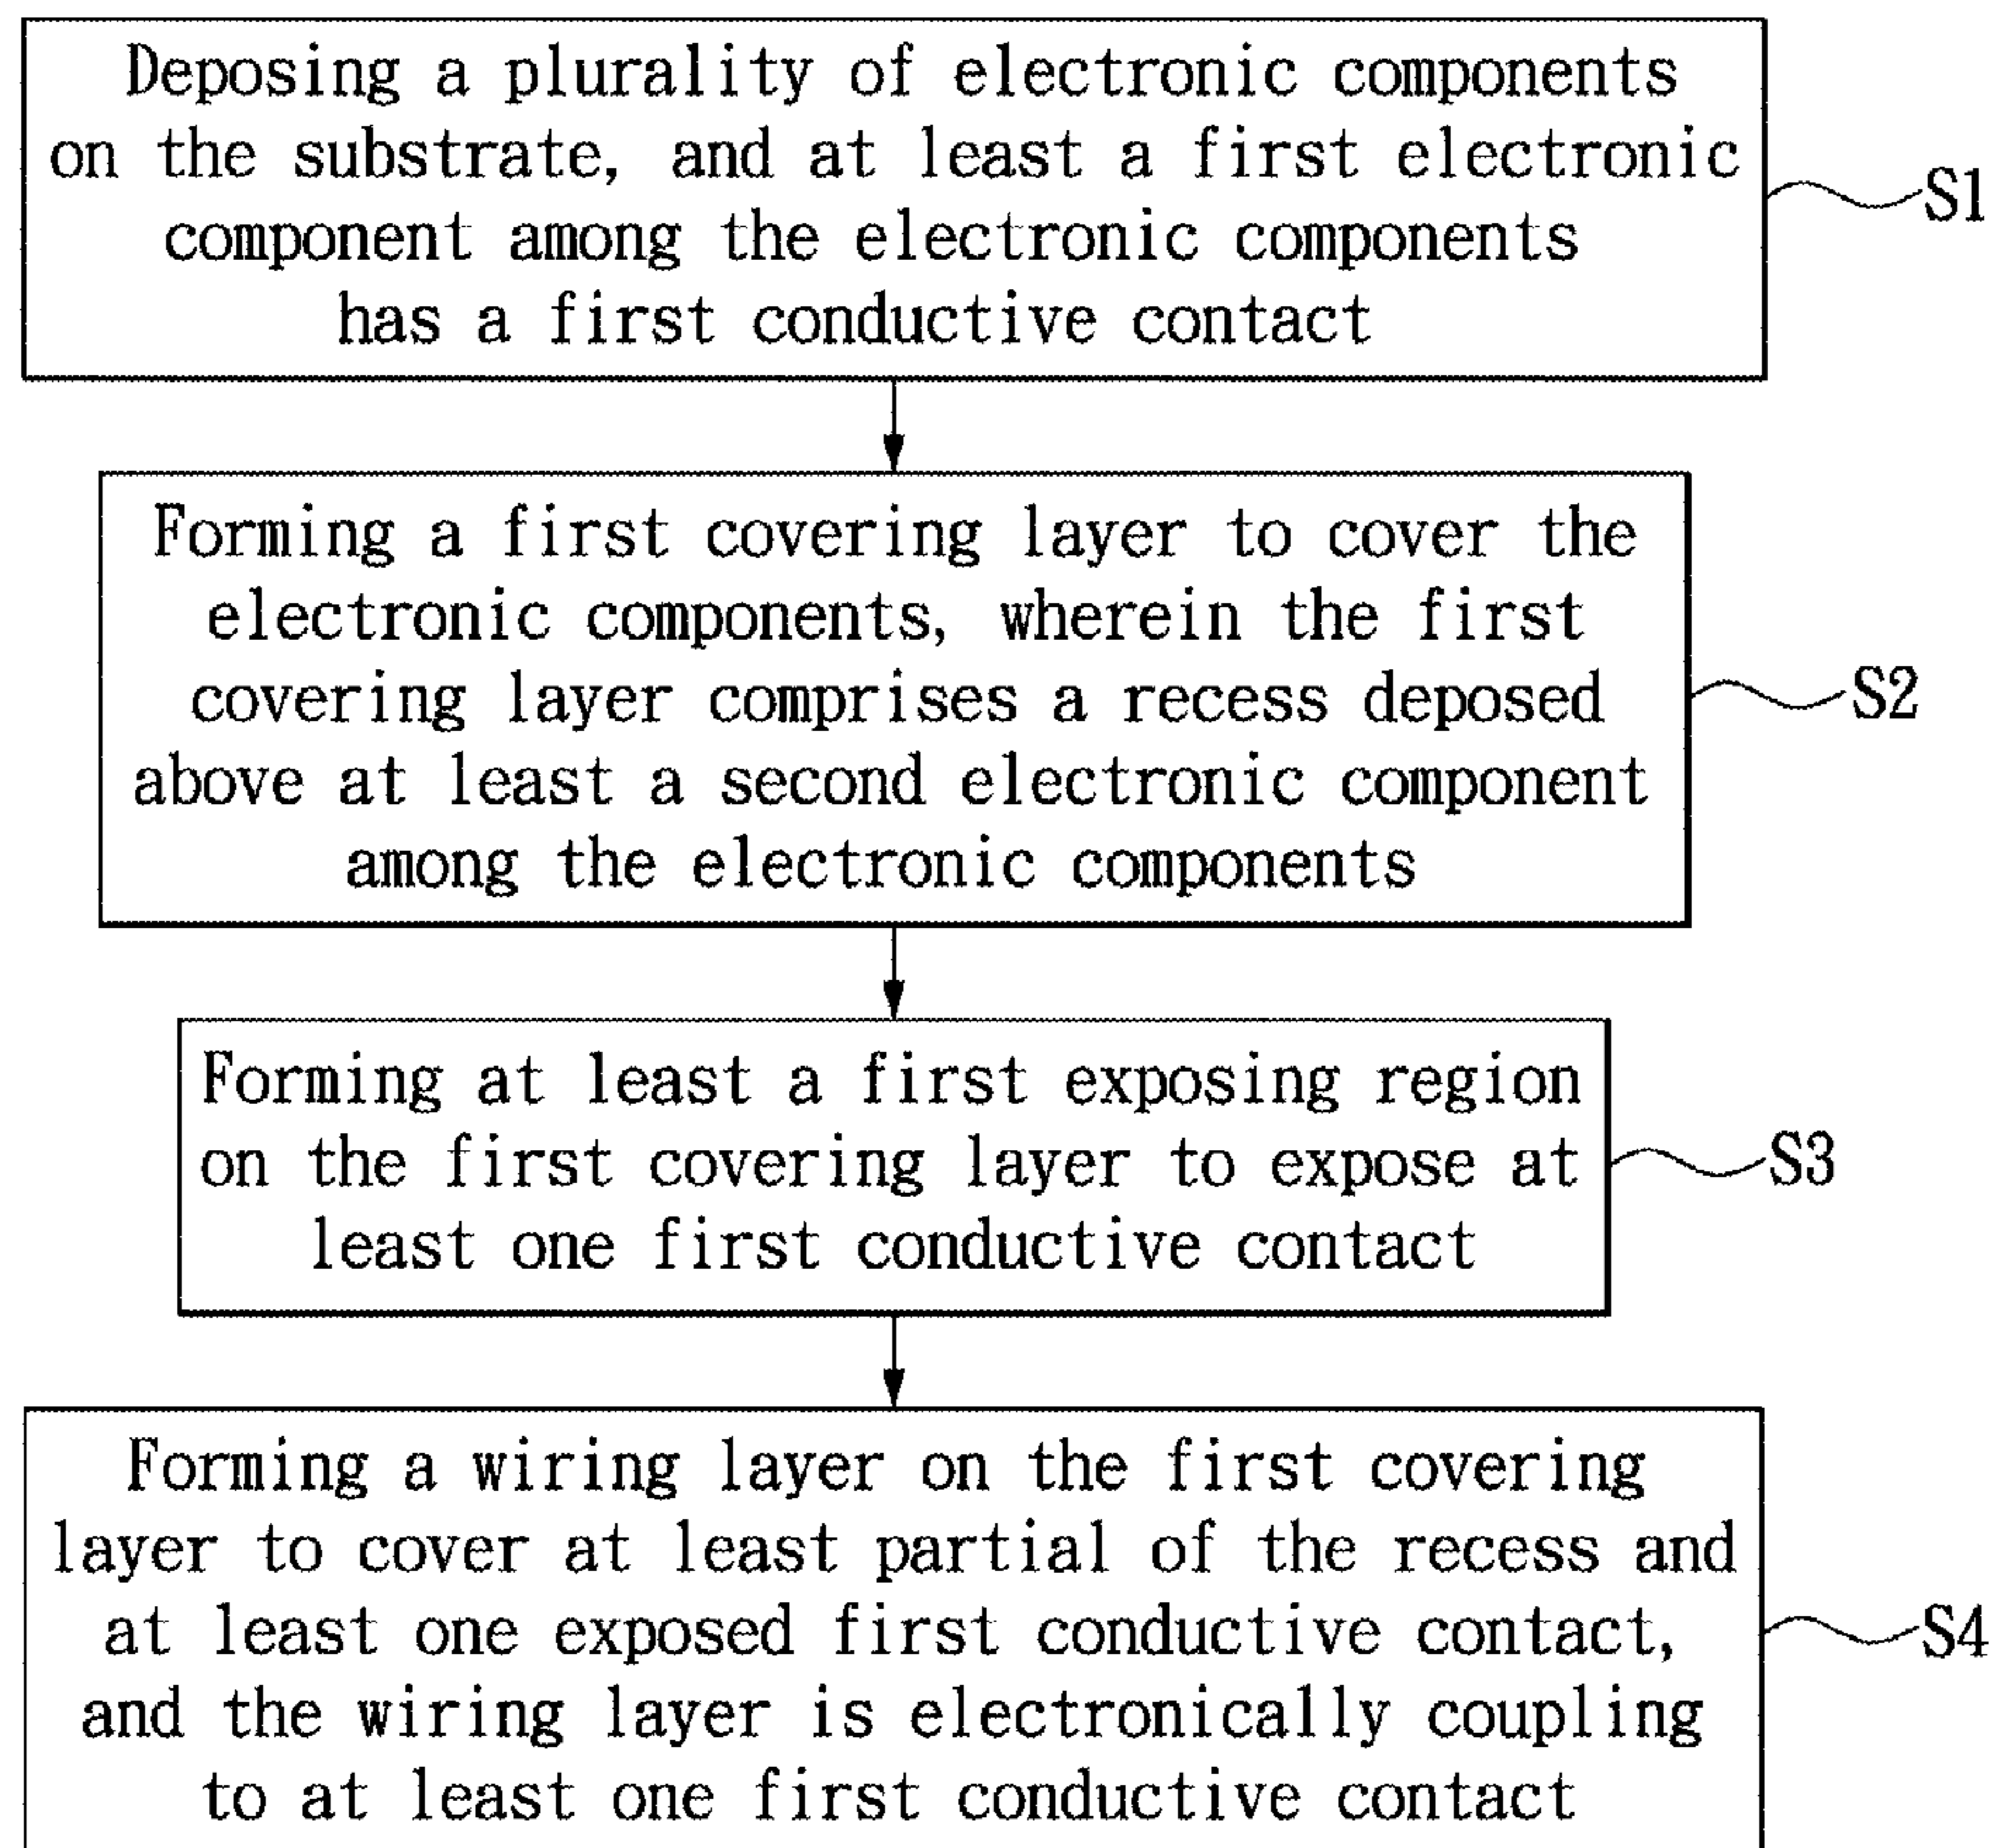 Deposing a plurality of electronic components
on the substrate, and at least a first electronic
component among the electronic components
has a first conductive contact
S1
Forming a first covering layer to cover the
electronic components, wherein the first
covering layer comprises a recess deposed
above at least a second electronic component
among the electronic components
S2
Forming at least a first exposing region
on the first covering layer to expose at
least one first conductive contact
S3
Forming a wiring layer on the first covering
layer to cover at least partial of the recess and
at least one exposed first conductive contact,
and the wiring layer is electronically coupling
to at least one first conductive contact
S4